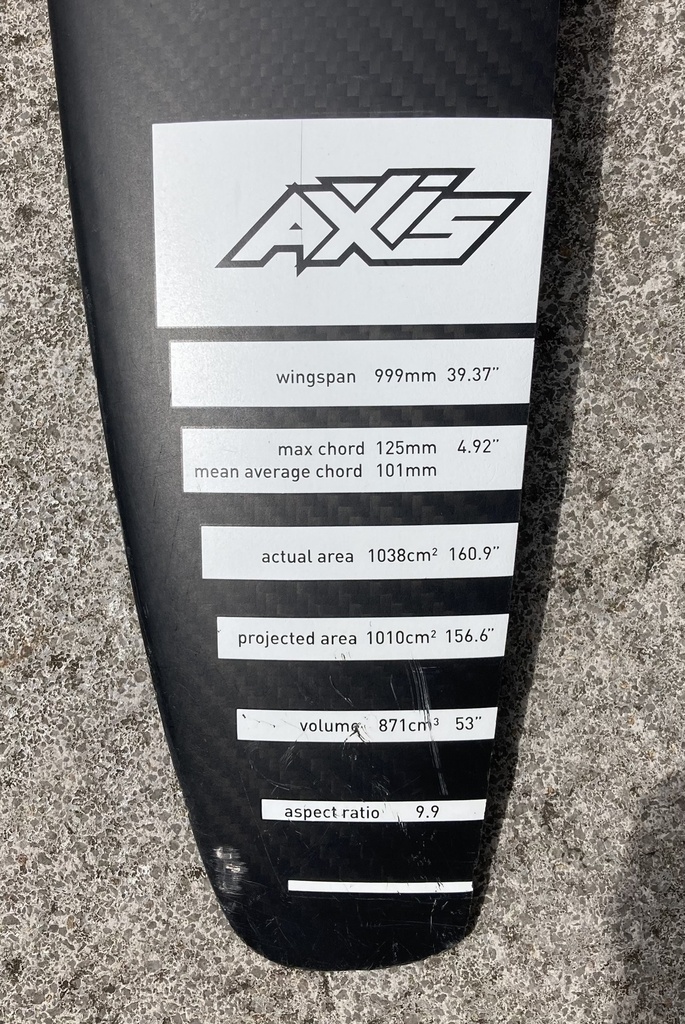 AXIS
wingspan 999mm 39.37”
max chord 125mm 4.92”
mean average chord 101mm
actual area 1038cm² 160.9”
projected area 1010cm² 156.6”
volume 871cm³ 53”
aspect ratio 9.9